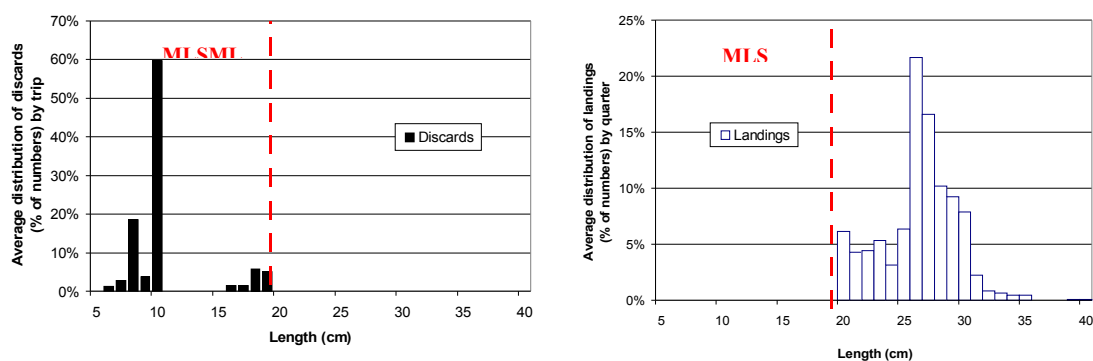 70%
60%
50%
40%
30%
20%
10%
0%
Average distribution of discards
(% of numbers) by trip
MLSML
Discards
5 10 15 20 25 30 35 40
Length (cm)
25%
20%
15%
10%
5%
0%
Average distribution of landings
(% of numbers) by quarter
MLS
Landings
5 10 15 20 25 30 35 40
Length (cm)